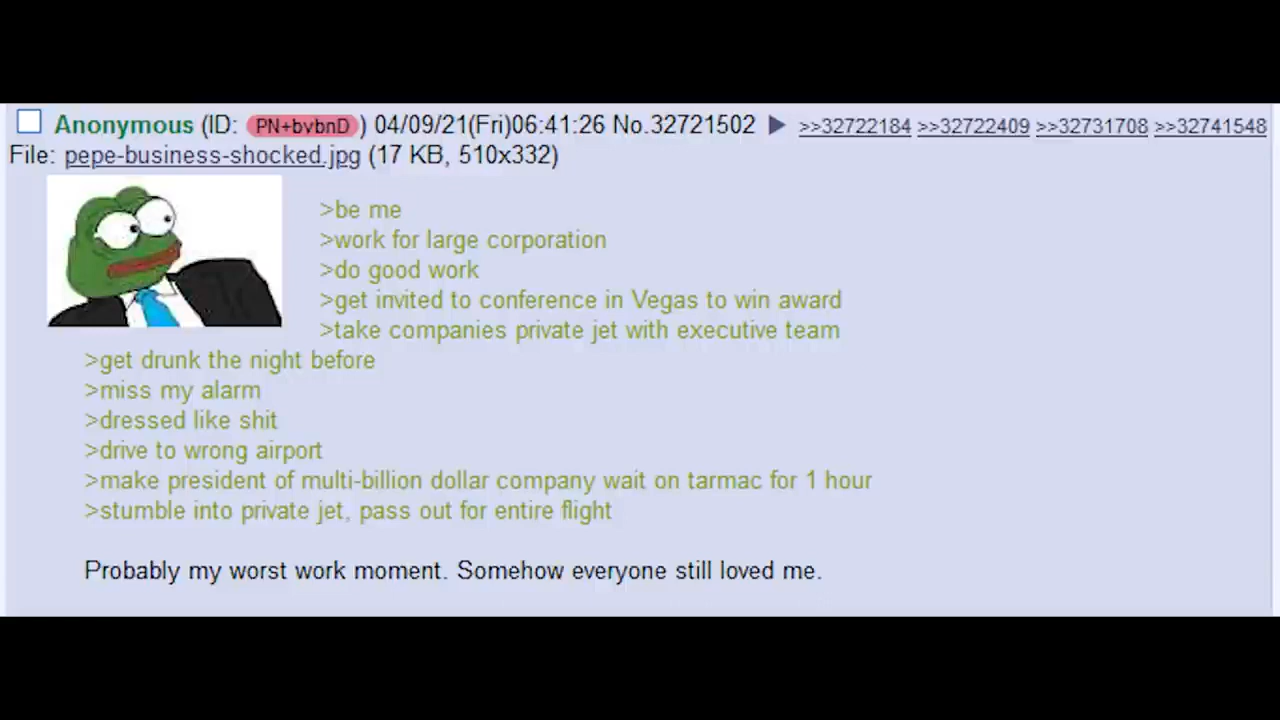 Anonymous (ID: PN+bvbnD) 04/09/21(Fri)06:41:26 No.32721502 ▶ >>32722184 >>32722409 >>32731708 >>32741548
File: pepe-business-shocked.jpg (17 KB, 510x332)
>be me
>work for large corporation
>do good work
>get invited to conference in Vegas to win award
>take companies private jet with executive team
>get drunk the night before
>miss my alarm
>dressed like shit
>drive to wrong airport
>make president of multi-billion dollar company wait on tarmac for 1 hour
>stumble into private jet, pass out for entire flight
Probably my worst work moment. Somehow everyone still loved me.